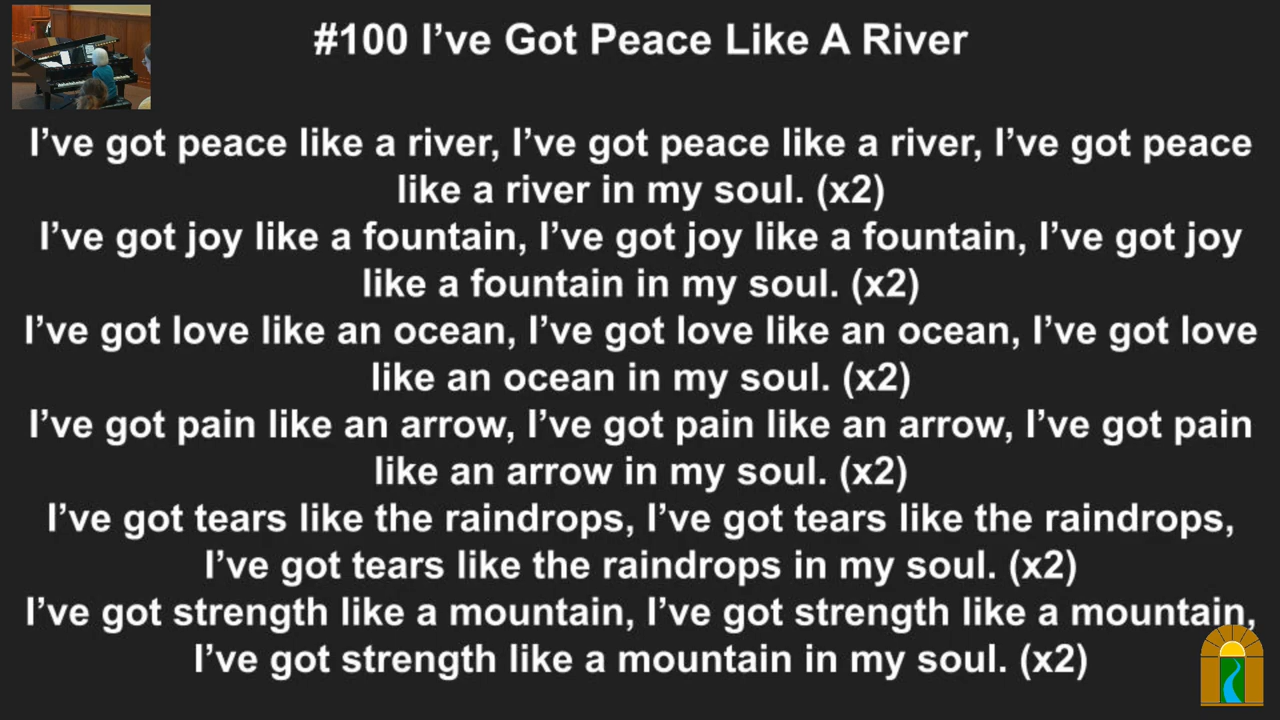 #100 I’ve Got Peace Like A River
I’ve got peace like a river, I’ve got peace like a river, I’ve got peace
like a river in my soul. (x2)
I’ve got joy like a fountain, I’ve got joy like a fountain, I’ve got joy
like a fountain in my soul. (x2)
I’ve got love like an ocean, I’ve got love like an ocean, I’ve got love
like an ocean in my soul. (x2)
I’ve got pain like an arrow, I’ve got pain like an arrow, I’ve got pain
like an arrow in my soul. (x2)
I’ve got tears like the raindrops, I’ve got tears like the raindrops,
I’ve got tears like the raindrops in my soul. (x2)
I’ve got strength like a mountain, I’ve got strength like a mountain,
I’ve got strength like a mountain in my soul. (x2)